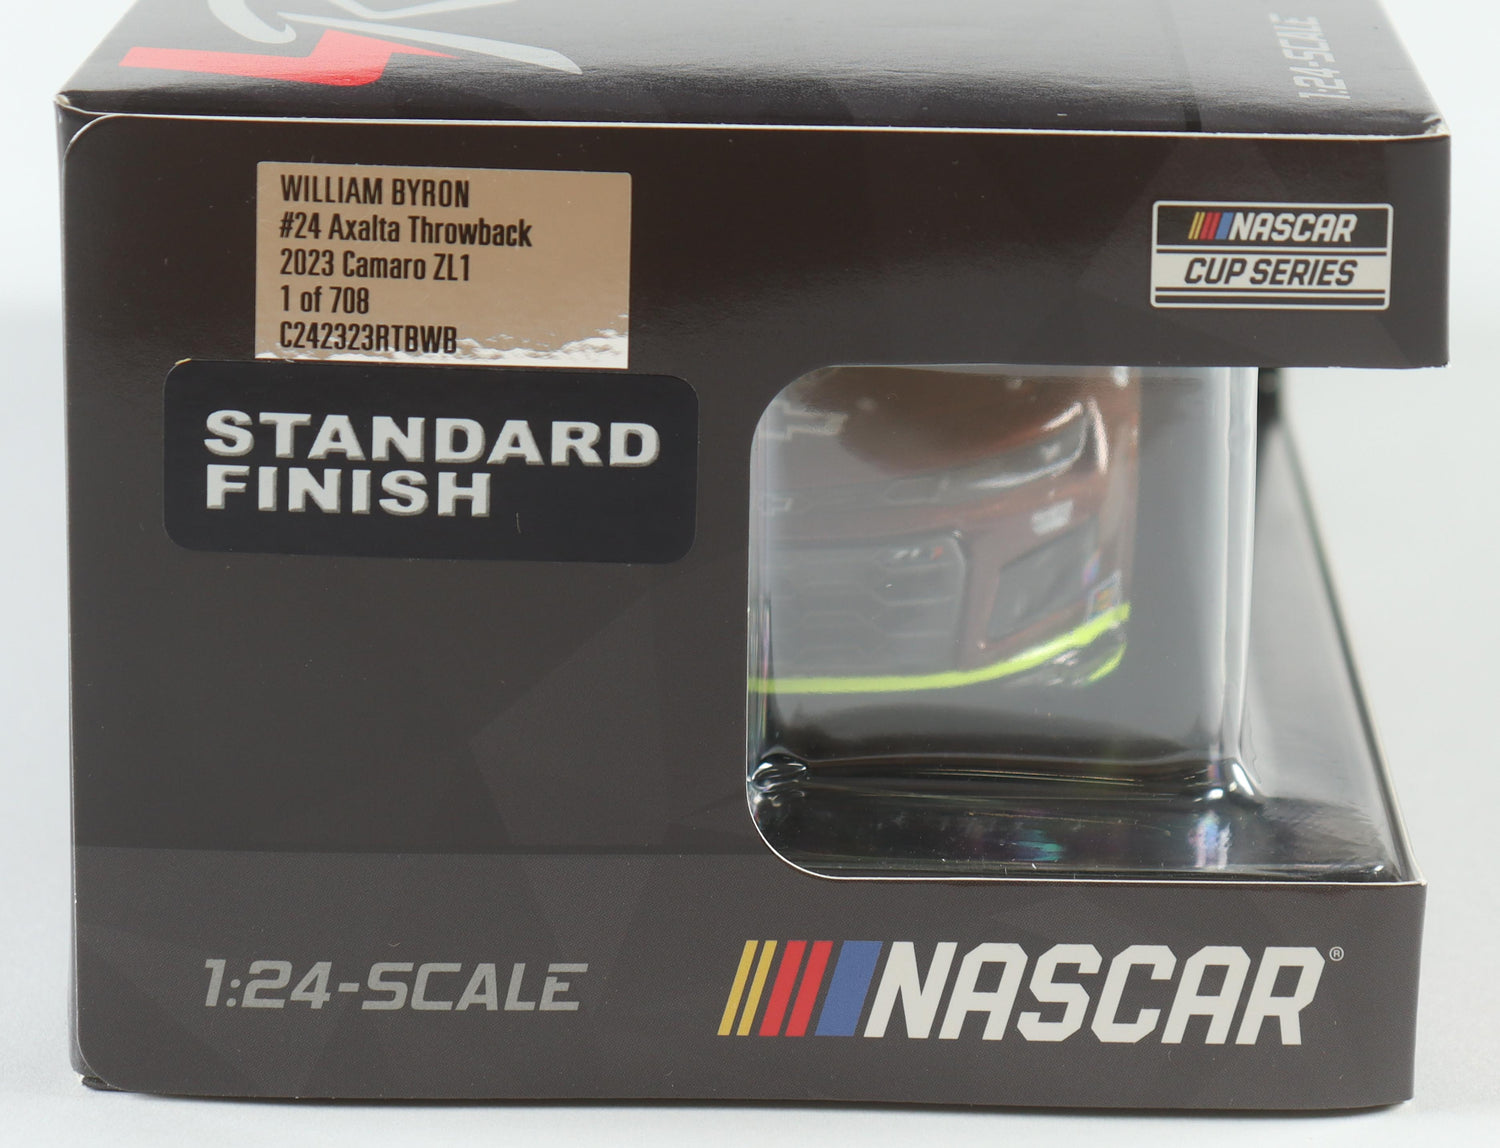 1:24-SCALE
WILLIAM BYRON
#24 Axalta Throwback
2023 Camaro ZL1
1 of 708
C242323RTBWB
NASCAR
CUP SERIES
STANDARD
FINISH
1:24-SCALE
NASCAR®